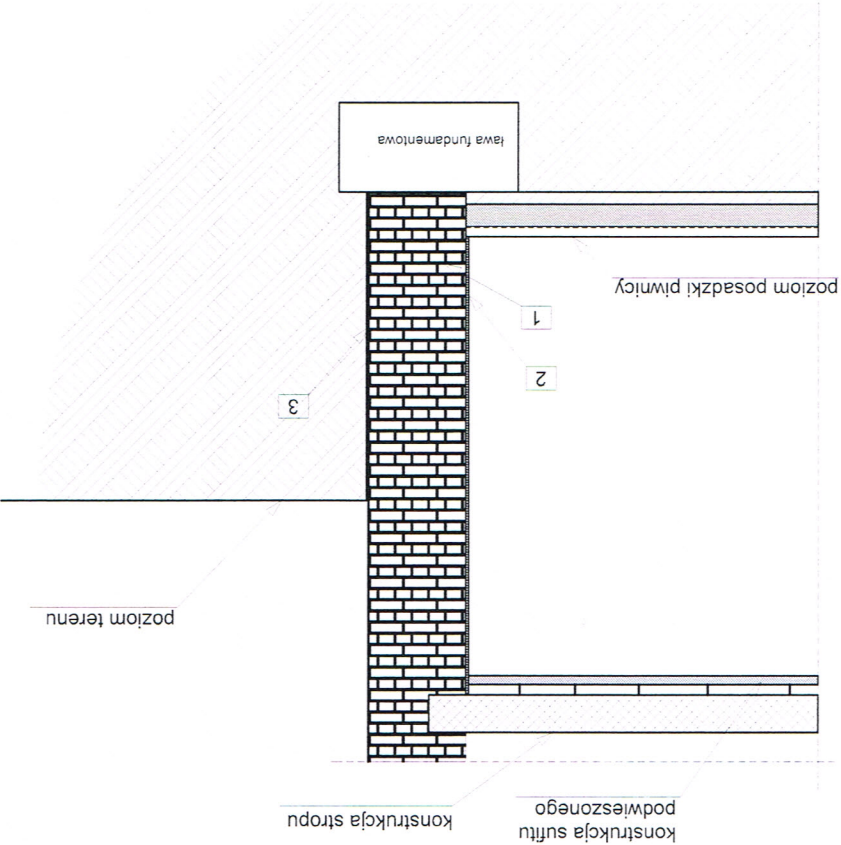 konstrukcja sufitu
podwieszonego
konstrukcja stropu
poziom terenu
2
3
1
poziom posadzki piwnicy
ława fundamentowa